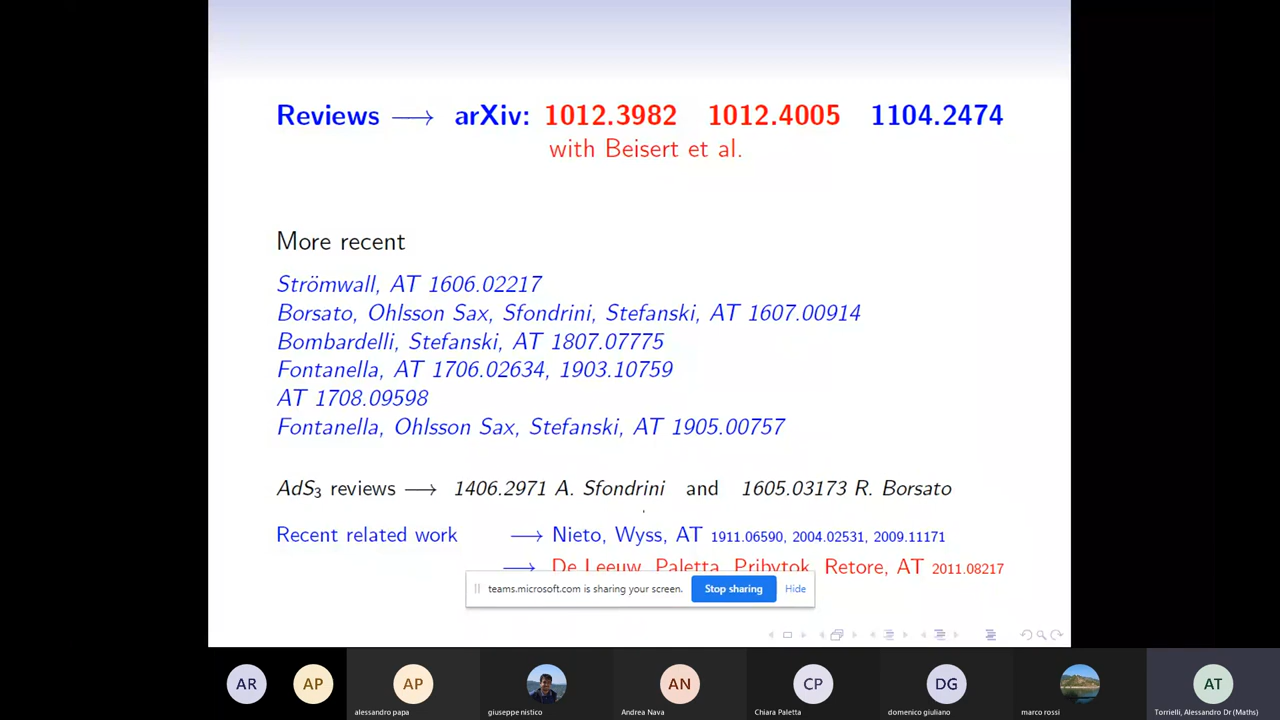 Reviews ⟶ arXiv: 1012.3982 1012.4005 1104.2474
with Beisert et al.
More recent
Strömwall, AT 1606.02217
Borsato, Ohlsson Sax, Sfondrini, Stefanski, AT 1607.00914
Bombardelli, Stefanski, AT 1807.07775
Fontanella, AT 1706.02634, 1903.10759
AT 1708.09598
Fontanella, Ohlsson Sax, Stefanski, AT 1905.00757
AdS₃ reviews ⟶ 1406.2971 A. Sfondrini and 1605.03173 R. Borsato
Recent related work ⟶ Nieto, Wyss, AT 1911.06590, 2004.02531, 2009.11171
⟶ De Leeuw, Paletta, Pribytok, Retore, AT 2011.08217
teams.microsoft.com is sharing your screen. Stop sharing Hide
AR AP AP AN CP DG AT
alessandro papa giuseppe nistico Andrea Nava Chiara Paletta domenico giuliano marco rossi Torrielli, Alessandro Dr (Maths)